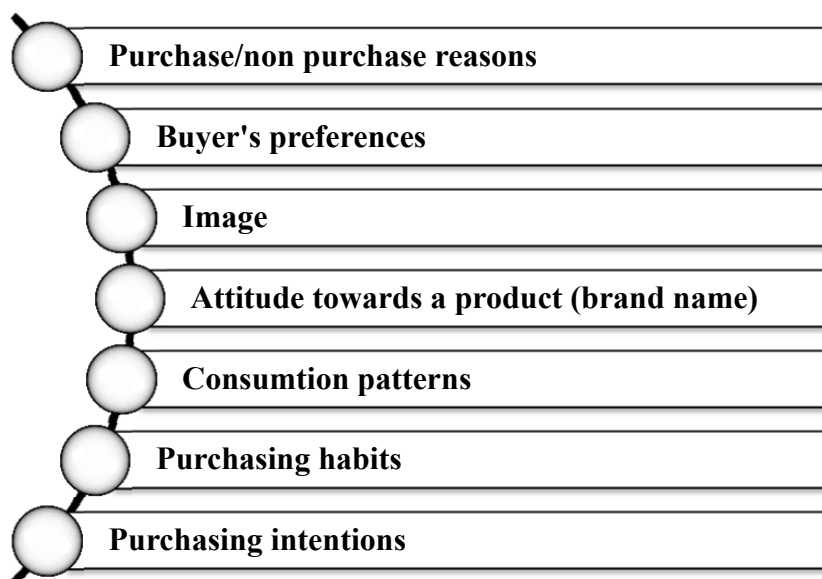 Purchase/non purchase reasons
Buyer's preferences
Image
Attitude towards a product (brand name)
Consumtion patterns
Purchasing habits
Purchasing intentions